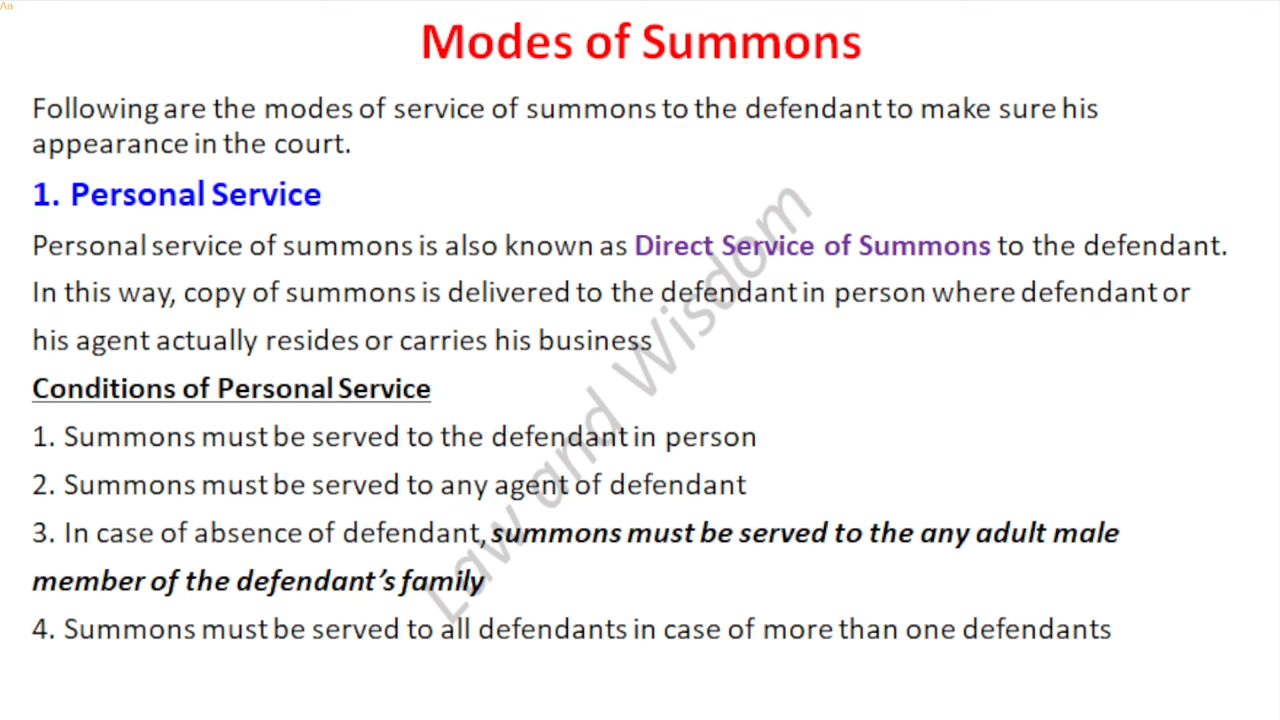 Aa
Modes of Summons
Following are the modes of service of summons to the defendant to make sure his
appearance in the court.
1. Personal Service
Personal service of summons is also known as Direct Service of Summons to the defendant.
In this way, copy of summons is delivered to the defendant in person where defendant or
his agent actually resides or carries his business
Conditions of Personal Service
1. Summons must be served to the defendant in person
2. Summons must be served to any agent of defendant
3. In case of absence of defendant, summons must be served to the any adult male
member of the defendant's family
4. Summons must be served to all defendants in case of more than one defendants
Law and Wisdom